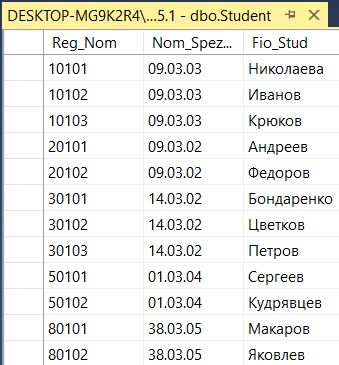 DESKTOP-MG9K2R4\...5.1 - dbo.Student
Reg_Nom Nom_Spez... Fio_Stud
10101 09.03.03 Николаева
10102 09.03.03 Иванов
10103 09.03.03 Крюков
20101 09.03.02 Андреев
20102 09.03.02 Федоров
30101 14.03.02 Бондаренко
30102 14.03.02 Цветков
30103 14.03.02 Петров
50101 01.03.04 Сергеев
50102 01.03.04 Кудрявцев
80101 38.03.05 Макаров
80102 38.03.05 Яковлев